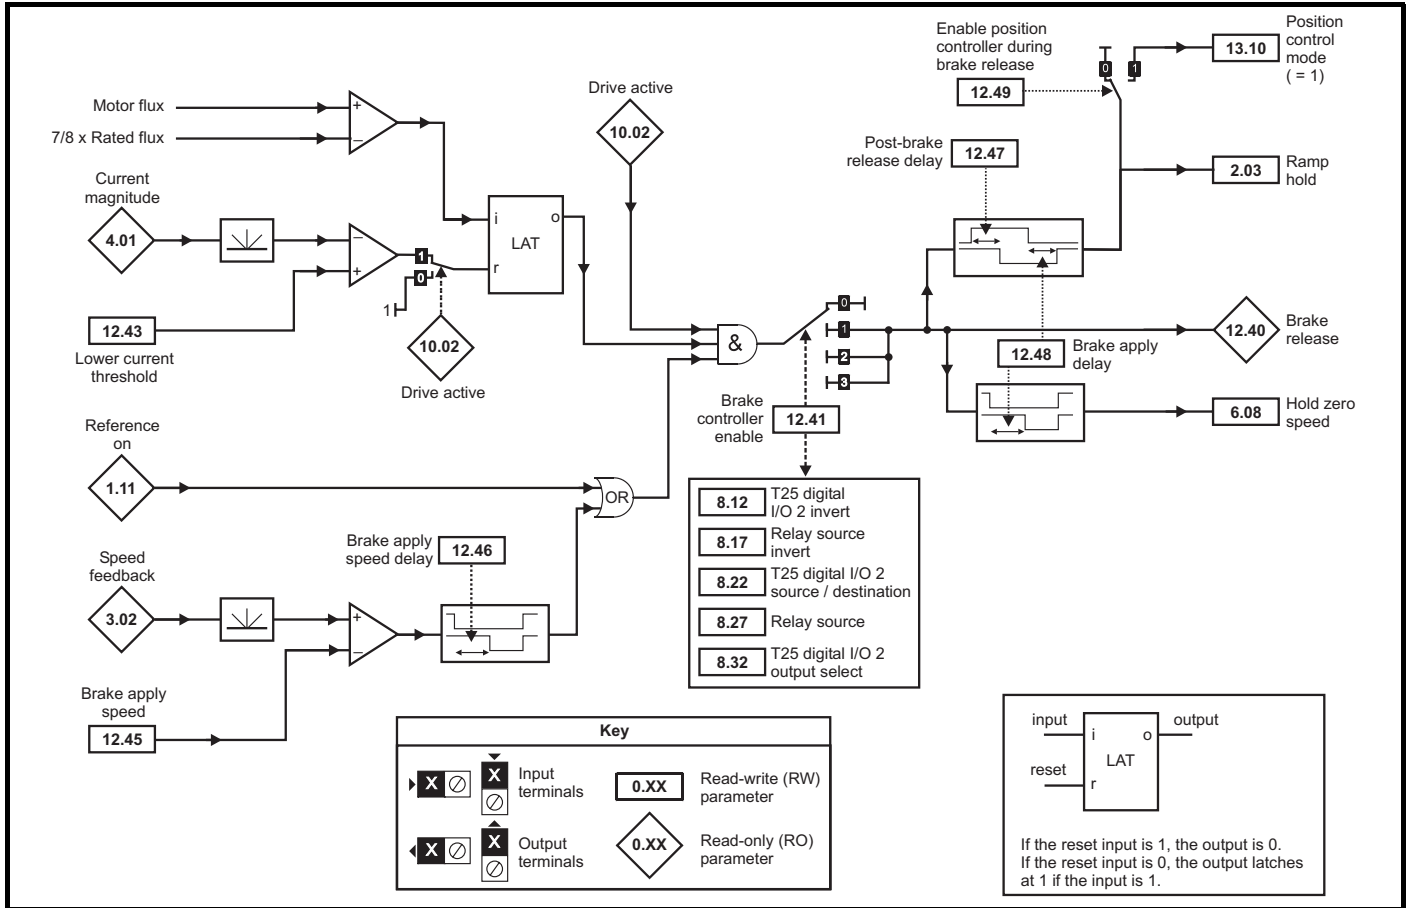 Motor flux
7/8 x Rated flux
+
–
Current
magnitude
4.01
–
+
1
0
1
12.43
Lower current
threshold
10.02
Drive active
i
o
LAT
r
Drive active
10.02
&
Reference
on
1.11
OR
Speed
feedback
3.02
+
–
Brake apply
speed delay
12.46
Brake apply
speed
12.45
0
1
2
3
Brake
controller
enable
12.41
8.12
T25 digital
I/O 2 invert
8.17
Relay source
invert
8.22
T25 digital I/O 2
source / destination
8.27
Relay source
8.32
T25 digital I/O 2
output select
Enable position
controller during
brake release
12.49
0
1
13.10
Position
control
mode
( = 1)
Post-brake
release delay
12.47
2.03
Ramp
hold
12.48
Brake apply
delay
12.40
Brake
release
6.08
Hold zero
speed
Key
X
X
Input
terminals
X
X
Output
terminals
0.XX
Read-write (RW)
parameter
0.XX
Read-only (RO)
parameter
input
i
o
output
LAT
reset
r
If the reset input is 1, the output is 0.
If the reset input is 0, the output latches
at 1 if the input is 1.